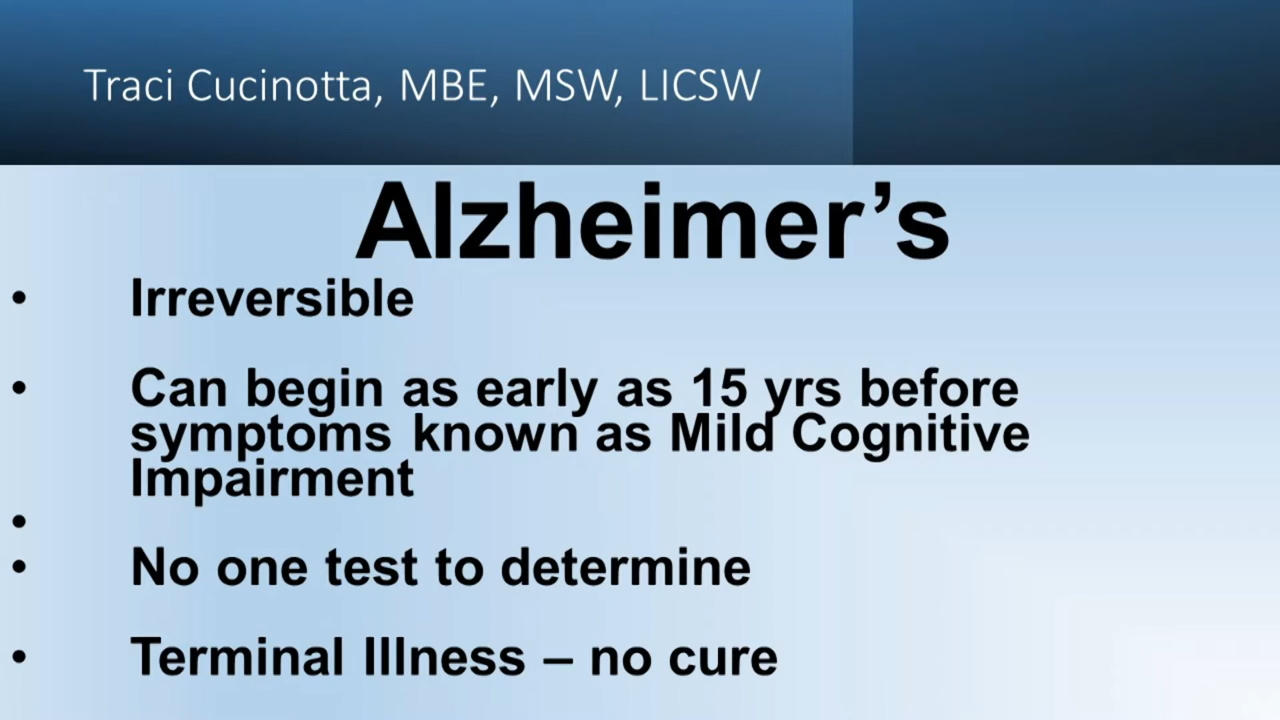 Traci Cucinotta, MBE, MSW, LICSW
Alzheimer’s
• Irreversible
• Can begin as early as 15 yrs before
symptoms known as Mild Cognitive
Impairment
•
• No one test to determine
• Terminal Illness – no cure